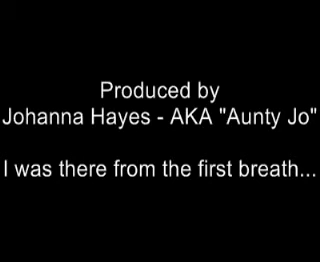 Produced by
Johanna Hayes - AKA "Aunty Jo"
I was there from the first breath...